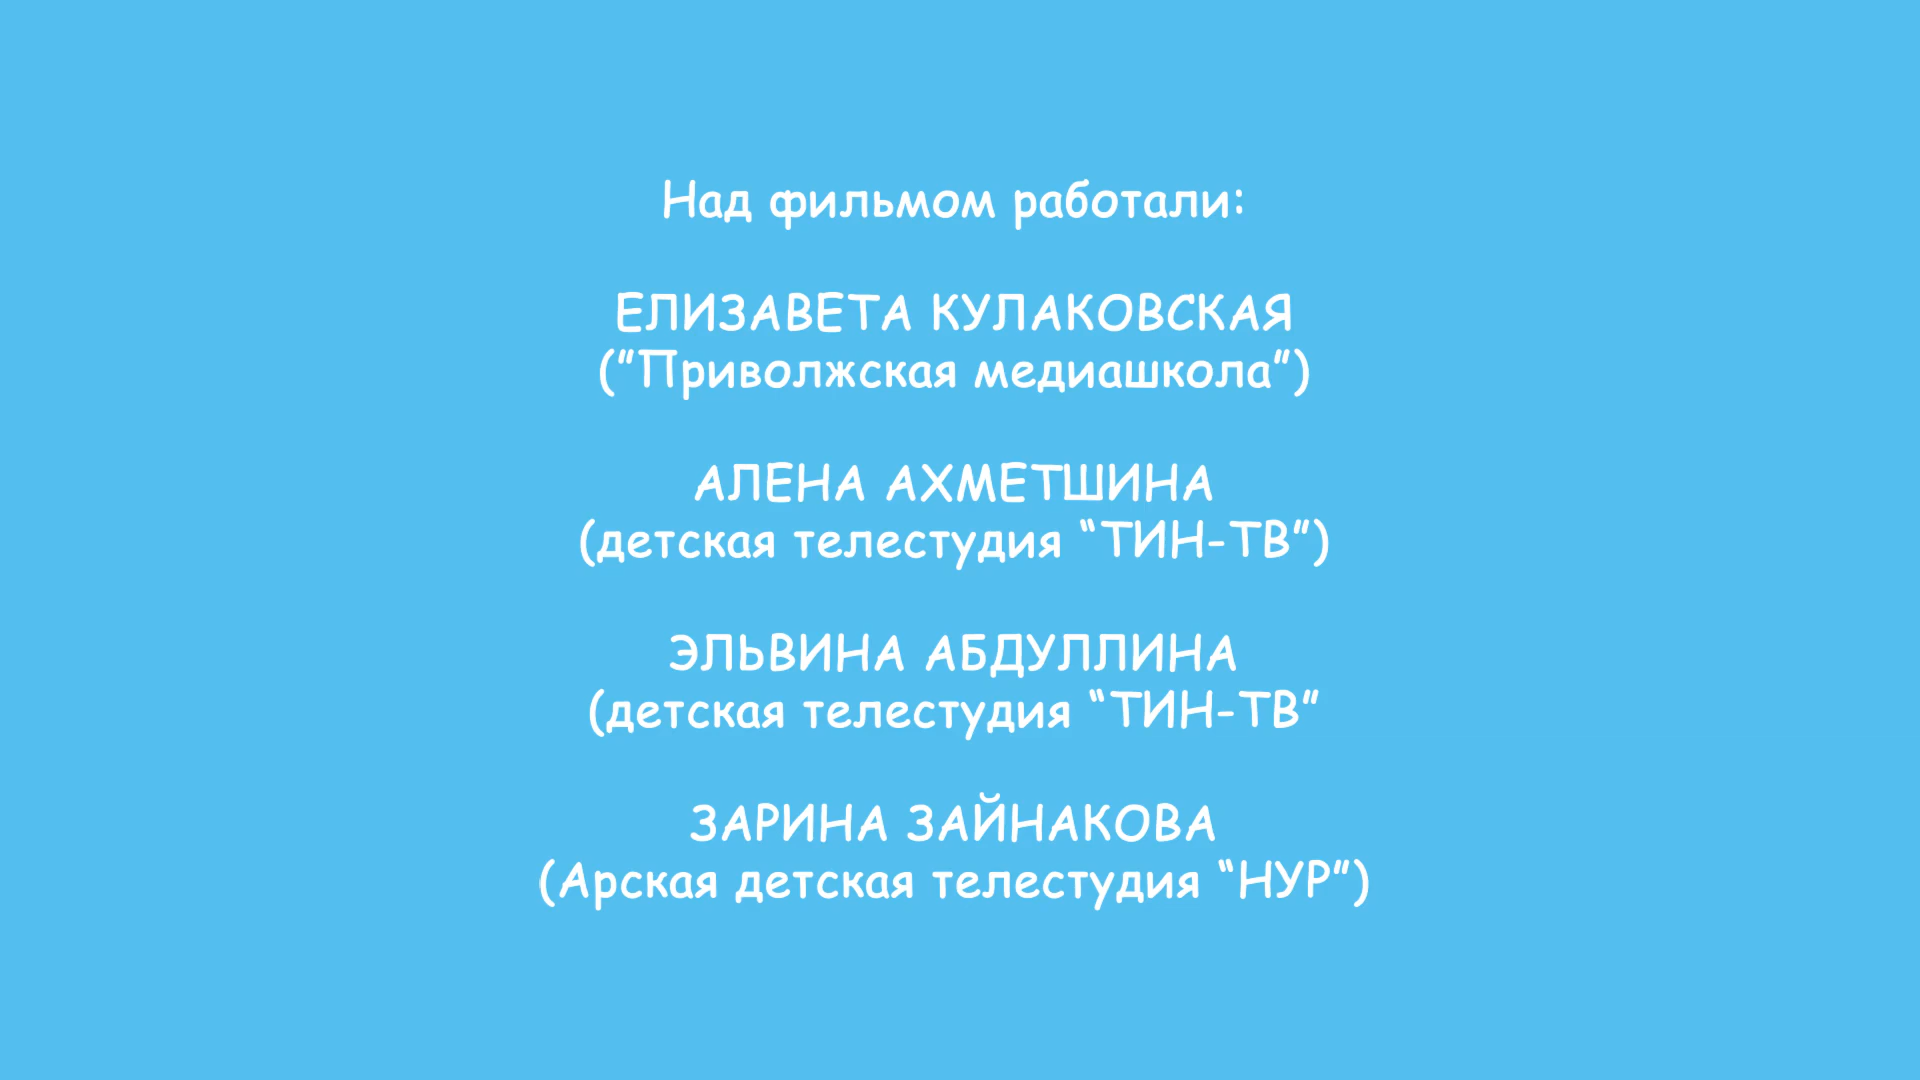 Над фильмом работали:
ЕЛИЗАВЕТА КУЛАКОВСКАЯ
(”Приволжская медиашкола”)
АЛЕНА АХМЕТШИНА
(детская телестудия “ТИН-ТВ”)
ЭЛЬВИНА АБДУЛЛИНА
(детская телестудия “ТИН-ТВ”
ЗАРИНА ЗАЙНАКОВА
(Арская детская телестудия “НУР”)